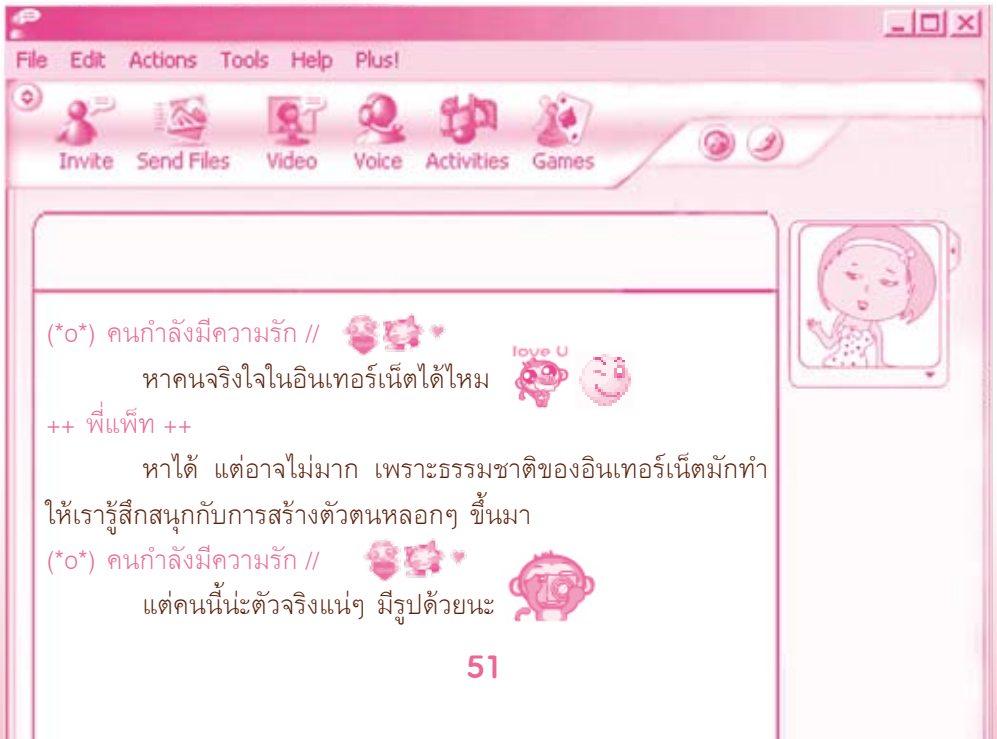 File Edit Actions Tools Help Plus!
Invite Send Files Video Voice Activities Games
(*o*) คนกำลังมีความรัก //
love U
หาคนจริงใจในอินเทอร์เน็ตได้ไหม
++ พี่แพ็ท ++
หาได้ แต่อาจไม่มาก เพราะธรรมชาติของอินเทอร์เน็ตมักทำ
ให้เรารู้สึกสนุกกับการสร้างตัวตนหลอกๆ ขึ้นมา
(*o*) คนกำลังมีความรัก //
แต่คนนี้น่ะตัวจริงแน่ๆ มีรูปด้วยนะ
51